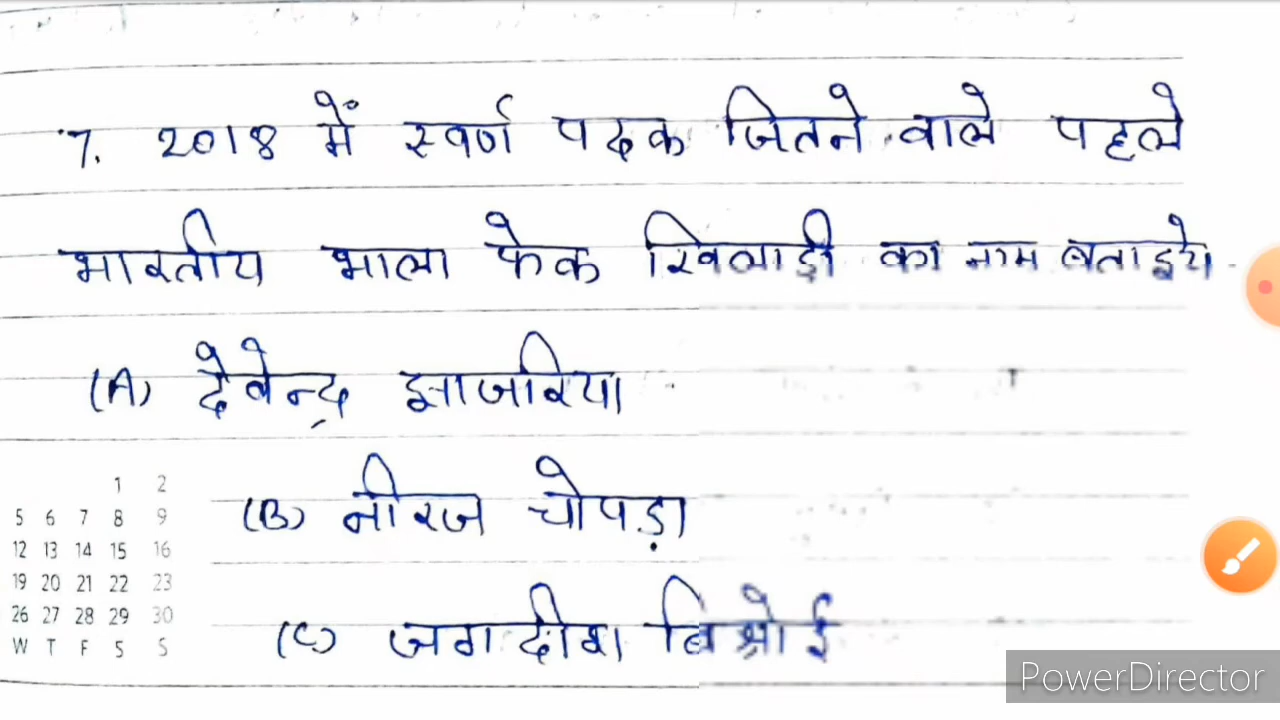 7. 2018 में स्वर्ण पदक जितने वाले पहले
भारतीय भाला फेक खिलाडी का नाम बताइये.
(A) देवेन्द्र झाजरिया
(B) नीरज चोपड़ा
(C) जगदीश बिश्नोई
1 2
5 6 7 8 9
12 13 14 15 16
19 20 21 22 23
26 27 28 29 30
W T F S S
PowerDirector